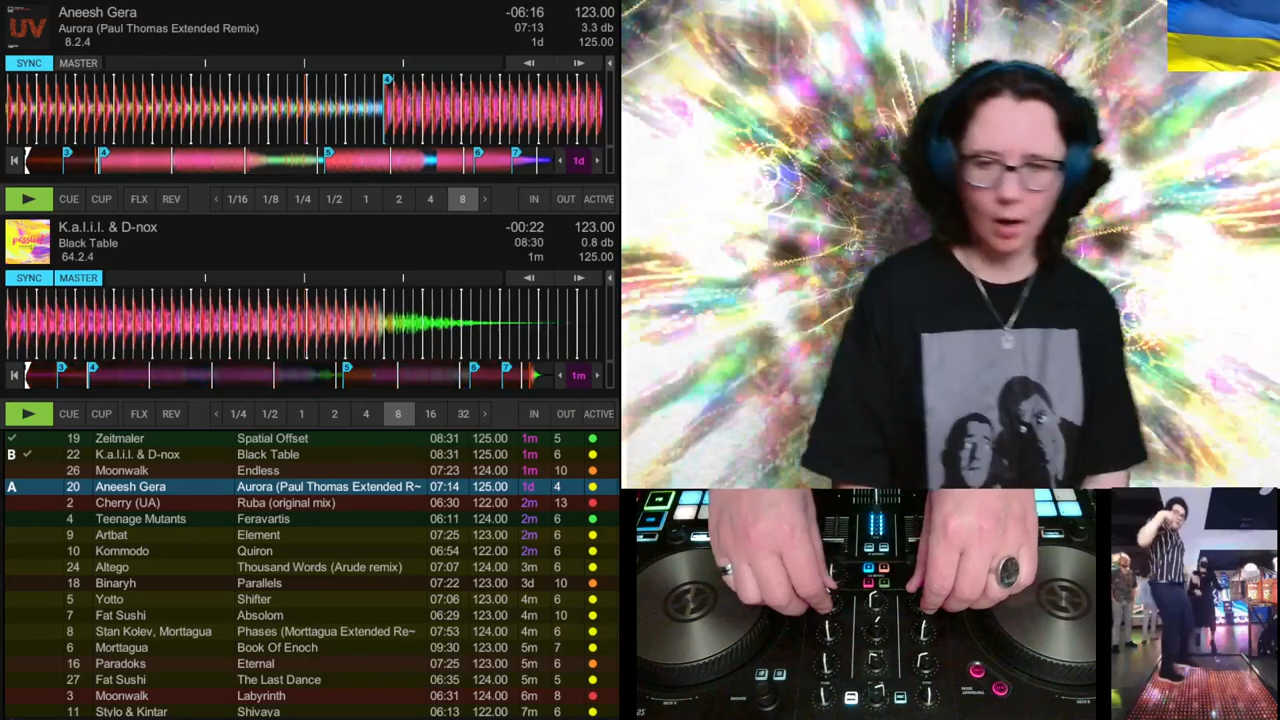 Aneesh Gera -06:16 123.00
Aurora (Paul Thomas Extended Remix) 07:13 3.3 db
8.2.4 1d 125.00
UV
SYNC MASTER
4
3 4 5 6 7 1d
CUE CUP FLX REV 1/16 1/8 1/4 1/2 1 2 4 8 IN OUT ACTIVE
K.a.l.i.l. & D-nox -00:22 123.00
Black Table 08:30 0.8 db
64.2.4 1m 125.00
SYNC MASTER
3 4 5 6 7 1m
CUE CUP FLX REV 1/4 1/2 1 2 4 8 16 32 IN OUT ACTIVE
19 Zeitmaler Spatial Offset 08:31 125.00 1m 5
B 22 K.a.l.i.l. & D-nox Black Table 08:31 125.00 1m 6
26 Moonwalk Endless 07:23 124.00 1m 10
A 20 Aneesh Gera Aurora (Paul Thomas Extended R~ 07:14 125.00 1d 4
2 Cherry (UA) Ruba (original mix) 06:30 122.00 2m 13
4 Teenage Mutants Feravartis 06:11 124.00 2m 6
9 Artbat Element 07:25 124.00 2m 6
10 Kommodo Quiron 06:54 122.00 2m 6
24 Altego Thousand Words (Arude remix) 07:07 124.00 3m 6
18 Binaryh Parallels 07:22 123.00 3d 10
5 Yotto Shifter 07:06 123.00 4m 6
7 Fat Sushi Absolom 06:29 123.00 4m 10
8 Stan Kolev, Morttagua Phases (Morttagua Extended Re~ 07:53 124.00 4m 6
6 Morttagua Book Of Enoch 09:30 123.00 5m 7
16 Paradoks Eternal 07:25 123.00 5m 6
27 Fat Sushi The Last Dance 06:35 124.00 5m 5
3 Moonwalk Labyrinth 06:31 123.00 6m 8
11 Stylo & Kintar Shivaya 06:13 122.00 7m 6